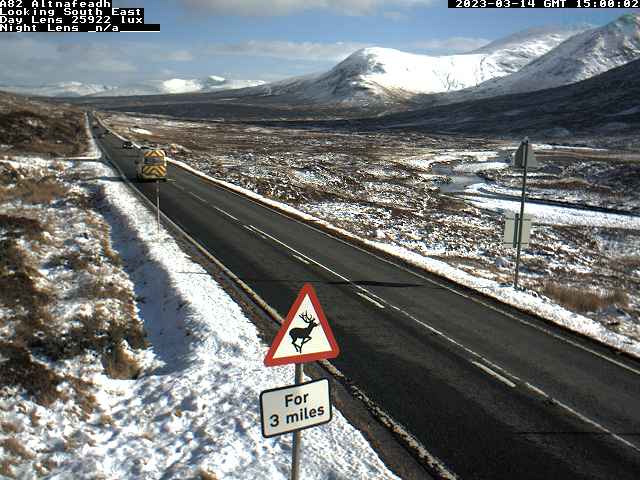 A82 Altnafeadh
Looking South East
Day Lens 25922 lux
Night Lens n/a
2023-03-14 GMT 15:00:02
For
3 miles